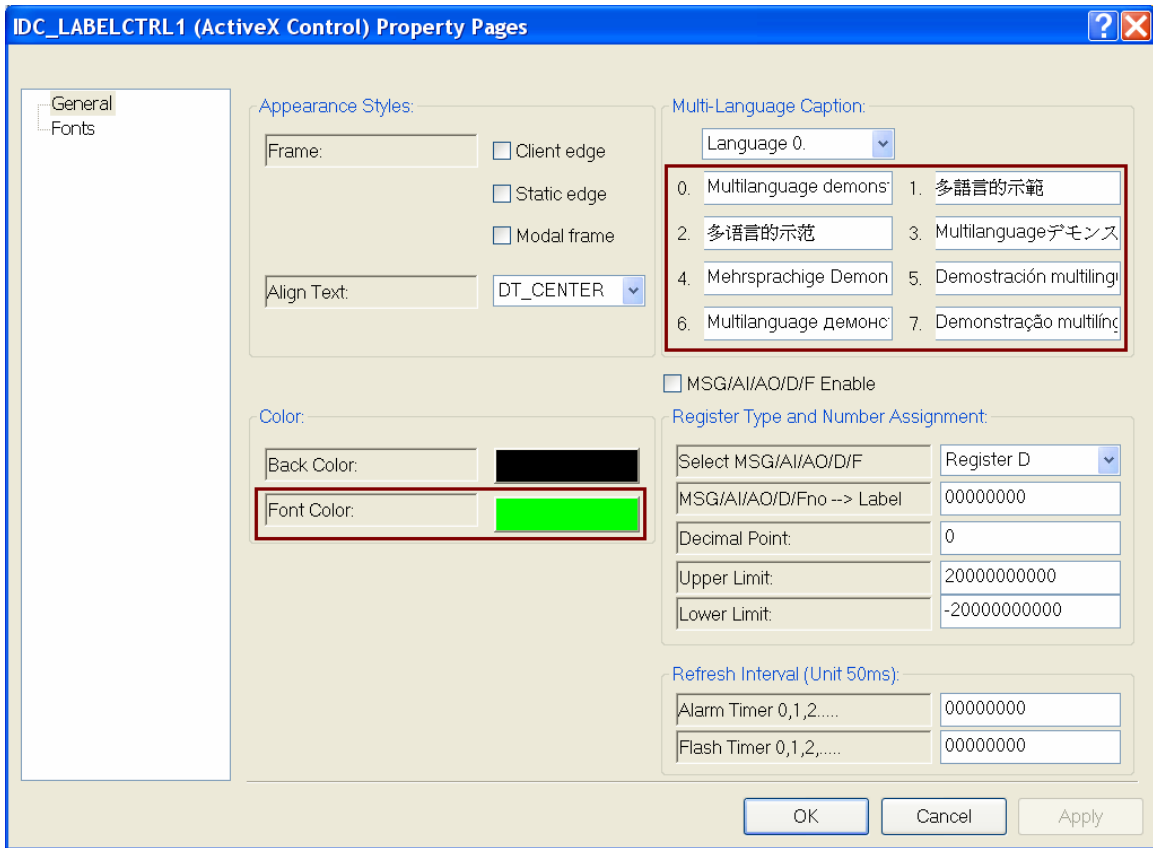 IDC_LABELCTRL1 (ActiveX Control) Property Pages
General
Fonts
Appearance Styles:
Frame:
Client edge
Static edge
Modal frame
Align Text:
DT_CENTER
Color:
Back Color:
Font Color:
Multi-Language Caption:
Language 0.
0. Multilanguage demons
1. 多語言的示範
2. 多语言的示范
3. Multilanguageデモンス
4. Mehrsprachige Demon
5. Demostración multiling
6. Multilanguage демонс
7. Demonstração multilín
MSG/AI/AO/D/F Enable
Register Type and Number Assignment:
Select MSG/AI/AO/D/F
Register D
MSG/AI/AO/D/Fno --> Label
00000000
Decimal Point:
0
Upper Limit:
20000000000
Lower Limit:
-20000000000
Refresh Interval (Unit 50ms):
Alarm Timer 0,1,2.....
00000000
Flash Timer 0,1,2,.....
00000000
OK
Cancel
Apply